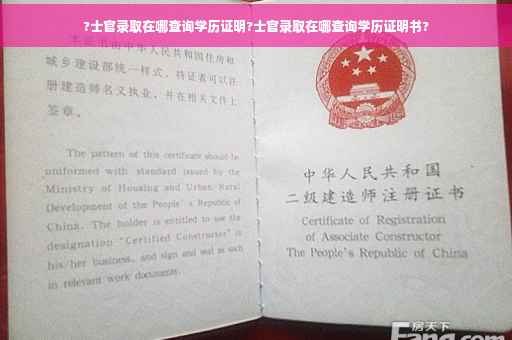 ?士官录取在哪查询学历证明?士官录取在哪查询学历证明书?
本证书由中华人民共和国住房和
城乡建设部统一样式，持证者可以注
册建造师名义执业，并在相关文件上
签章。
The pattern of this certificate should be
uniformed with standard issued by the
Ministry of Housing and Urban, Rural
Development of the People's Republic of
China. The holder is entitled to use the
designation "Certified Constructor" in
his/her business, and sign and seal as such
in relevant work documents.
中华人民共和国
二级建造师注册证书
Certificate of Registration
of Associate Constructor
The People's Republic of China
房天下
Fang.com